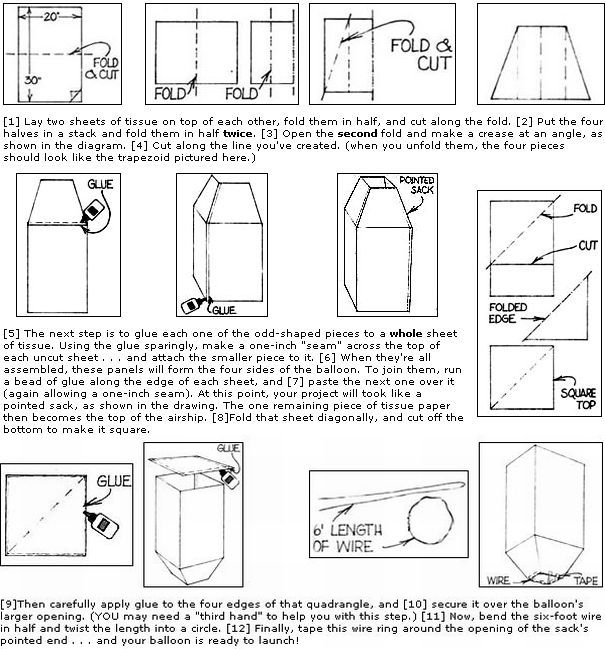 20"
30"
FOLD
& CUT
FOLD
FOLD
FOLD &
CUT
[1] Lay two sheets of tissue on top of each other, fold them in half, and cut along the fold. [2] Put the four
halves in a stack and fold them in half twice. [3] Open the second fold and make a crease at an angle, as
shown in the diagram. [4] Cut along the line you've created. (when you unfold them, the four pieces
should look like the trapezoid pictured here.)
GLUE
GLUE
POINTED
SACK
FOLD
CUT
FOLDED
EDGE
SQUARE
TOP
[5] The next step is to glue each one of the odd-shaped pieces to a whole sheet
of tissue. Using the glue sparingly, make a one-inch "seam" across the top of
each uncut sheet . . . and attach the smaller piece to it. [6] When they're all
assembled, these panels will form the four sides of the balloon. To join them, run
a bead of glue along the edge of each sheet, and [7] paste the next one over it
(again allowing a one-inch seam). At this point, your project will took like a
pointed sack, as shown in the drawing. The one remaining piece of tissue paper
then becomes the top of the airship. [8]Fold that sheet diagonally, and cut off the
bottom to make it square.
GLUE
GLUE
6' LENGTH
OF WIRE
WIRE
TAPE
[9]Then carefully apply glue to the four edges of that quadrangle, and [10] secure it over the balloon's
larger opening. (YOU may need a "third hand" to help you with this step.) [11] Now, bend the six-foot wire
in half and twist the length into a circle. [12] Finally, tape this wire ring around the opening of the sack's
pointed end . . . and your balloon is ready to launch!